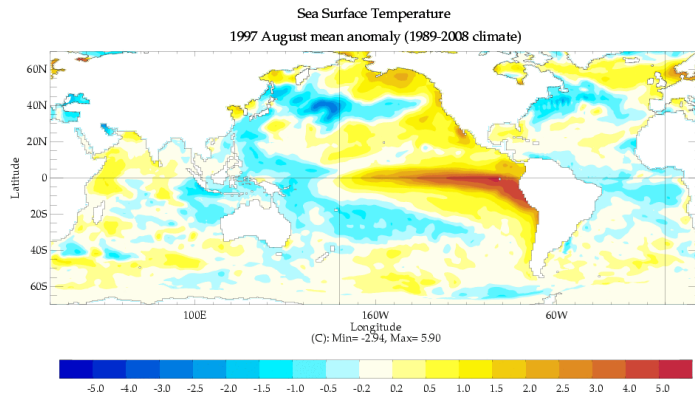 Sea Surface Temperature
1997 August mean anomaly (1989-2008 climate)
60N
40N
20N
0
20S
40S
60S
Latitude
100E 160W 60W
Longitude
(C): Min= -2.94, Max= 5.90
-5.0 -4.0 -3.0 -2.5 -2.0 -1.5 -1.0 -0.5 -0.2 0.2 0.5 1.0 1.5 2.0 2.5 3.0 4.0 5.0